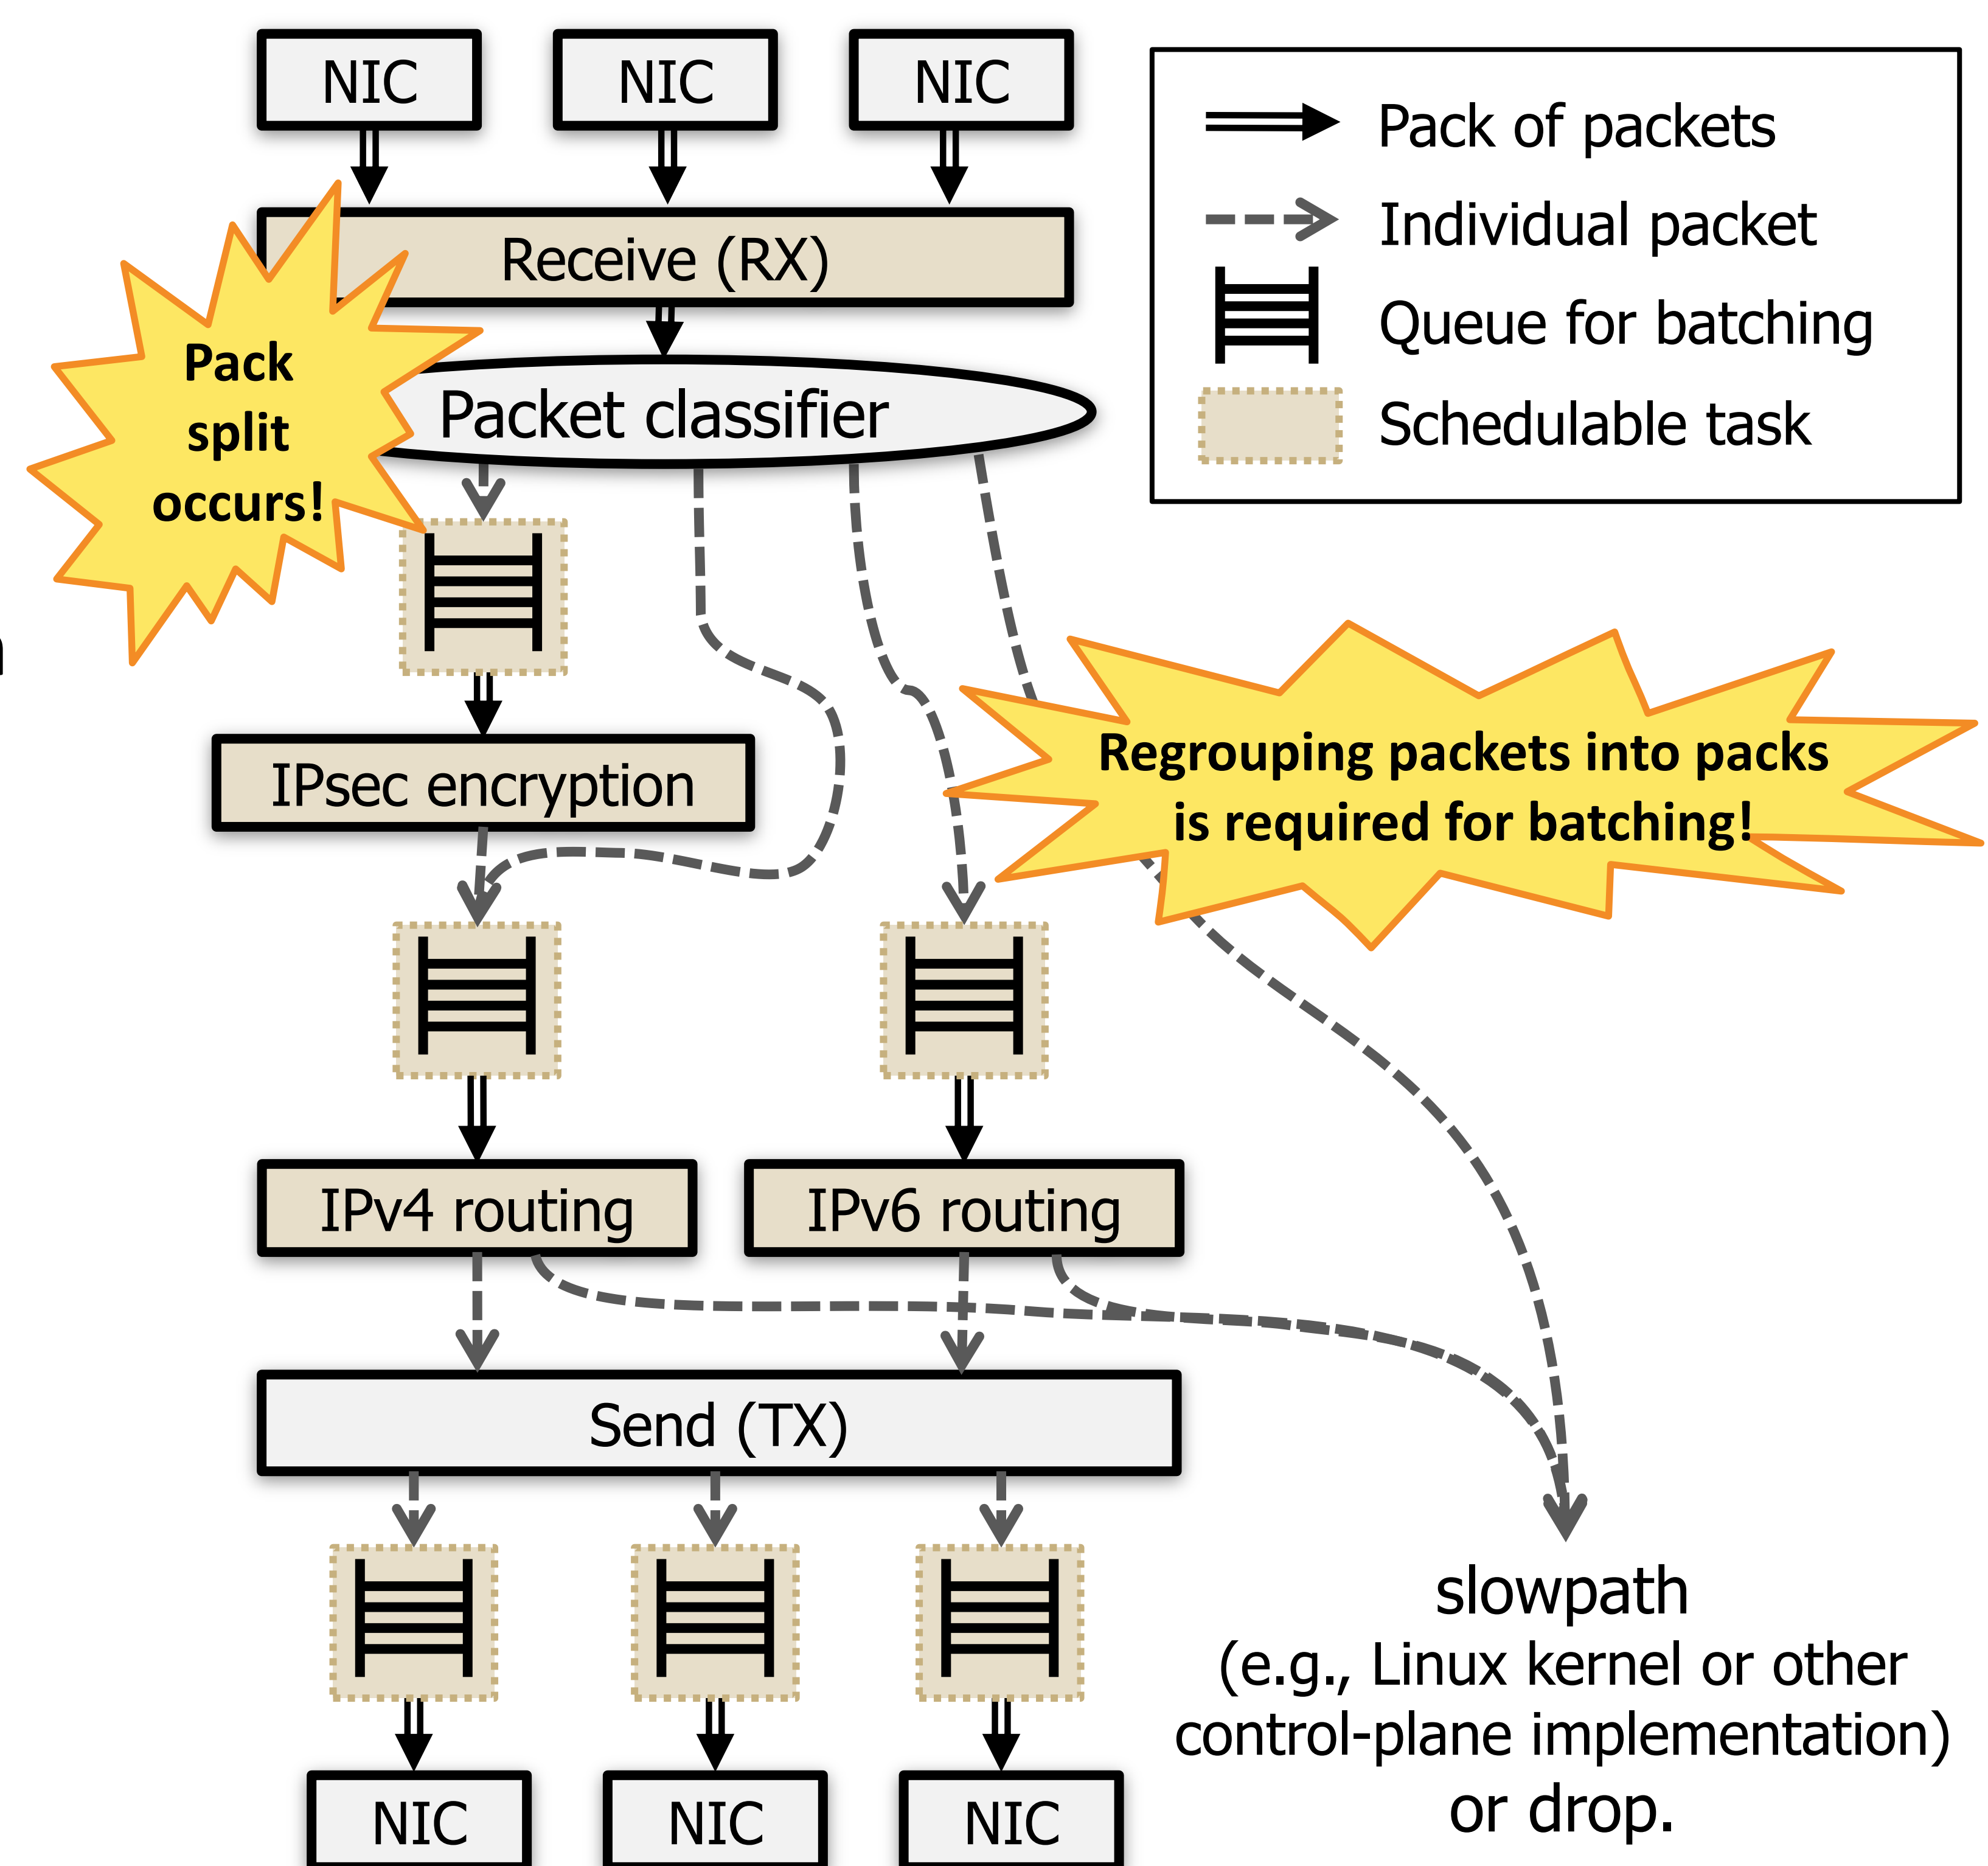 NIC
NIC
NIC
Receive (RX)
Packet classifier
Pack
split
occurs!
Pack of packets
Individual packet
Queue for batching
Schedulable task
IPsec encryption
Regrouping packets into packs
is required for batching!
IPv4 routing
IPv6 routing
Send (TX)
NIC
NIC
NIC
slowpath
(e.g., Linux kernel or other
control-plane implementation)
or drop.